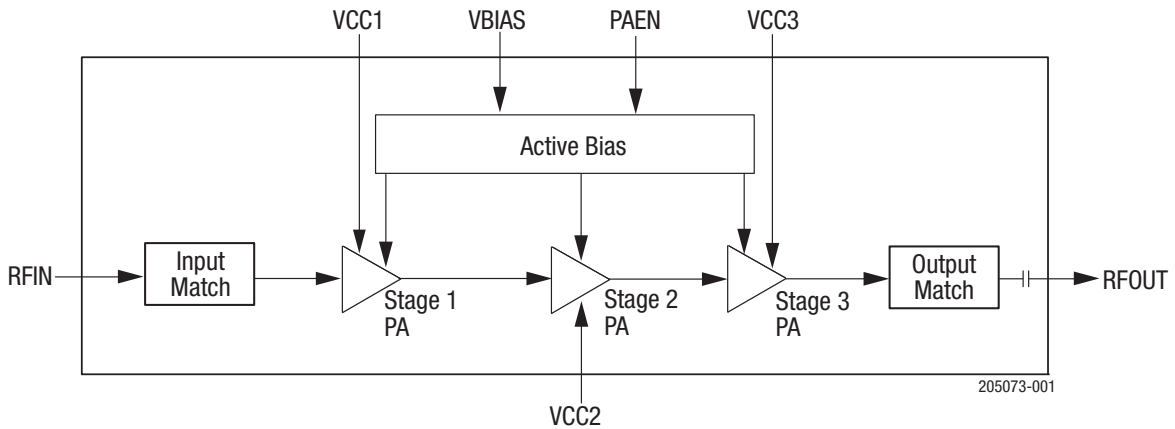 VCC1
VBIAS
PAEN
VCC3
Active Bias
RFIN
Input
Match
Stage 1
PA
Stage 2
PA
Stage 3
PA
Output
Match
RFOUT
205073-001
VCC2